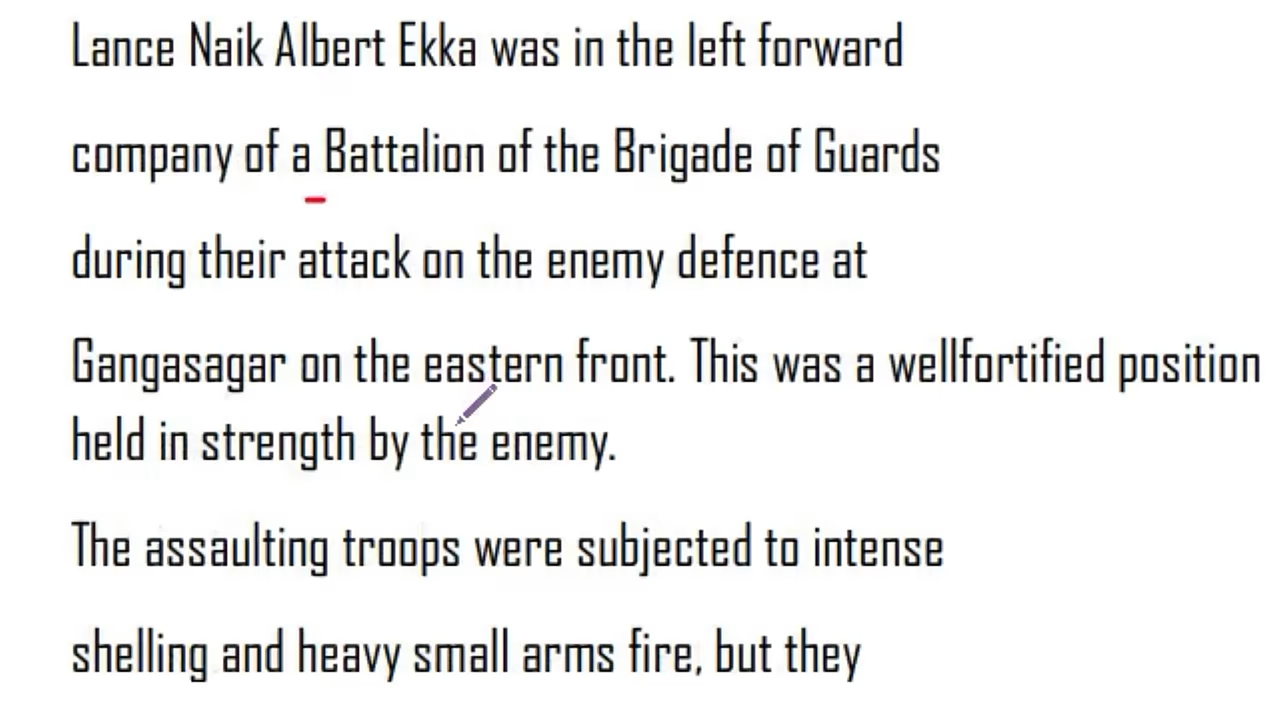 Lance Naik Albert Ekka was in the left forward
company of a Battalion of the Brigade of Guards
during their attack on the enemy defence at
Gangasagar on the eastern front. This was a wellfortified position
held in strength by the enemy.
The assaulting troops were subjected to intense
shelling and heavy small arms fire, but they